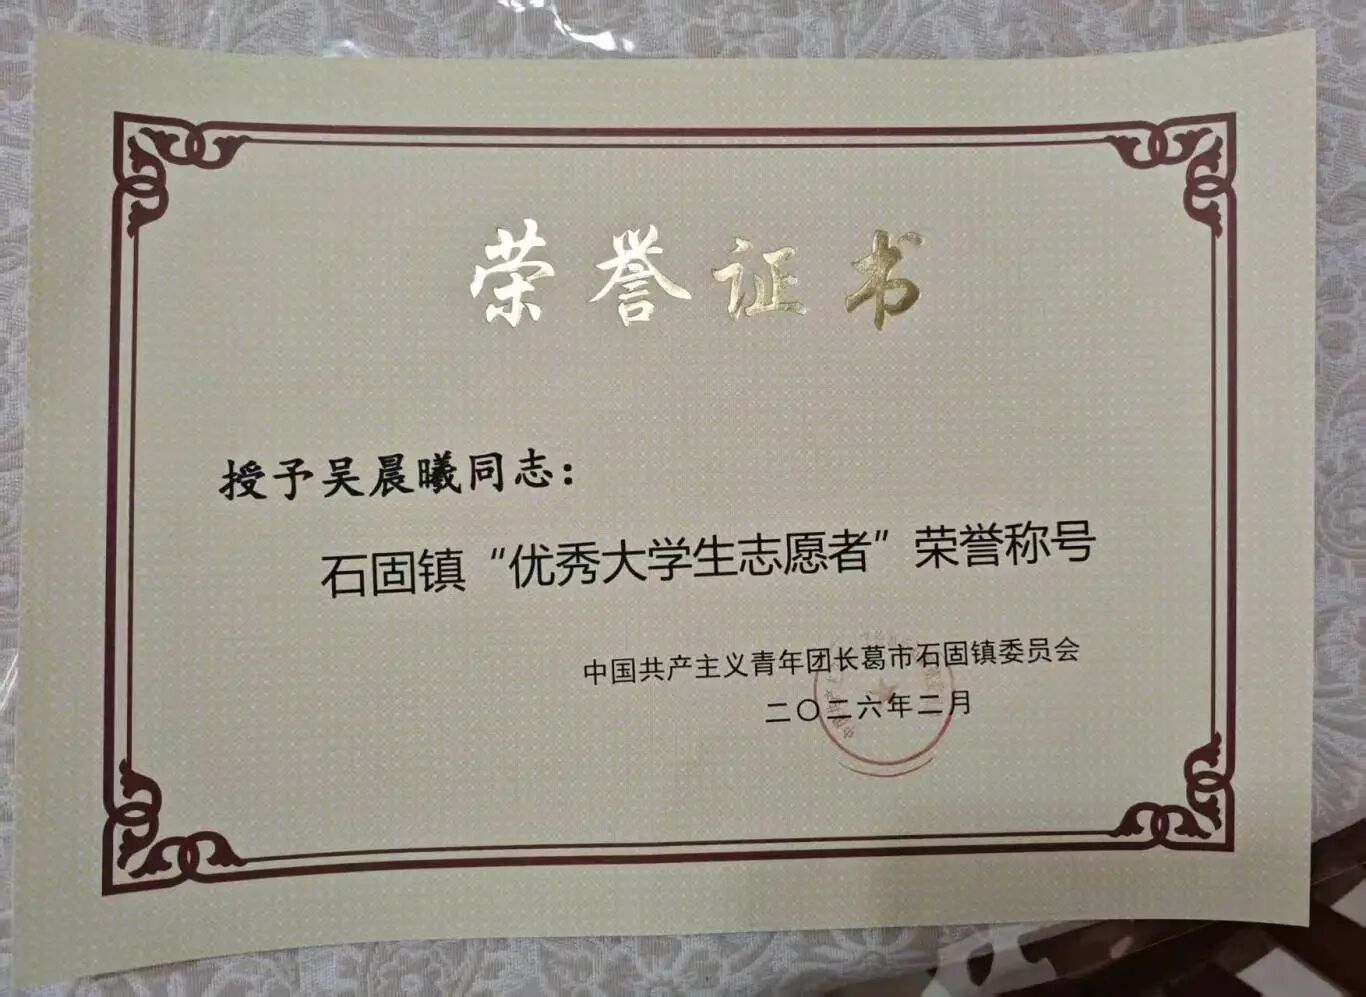 荣誉证书
授予吴晨曦同志：
石固镇“优秀大学生志愿者”荣誉称号
中国共产主义青年团长葛市石固镇委员会
二〇二六年二月